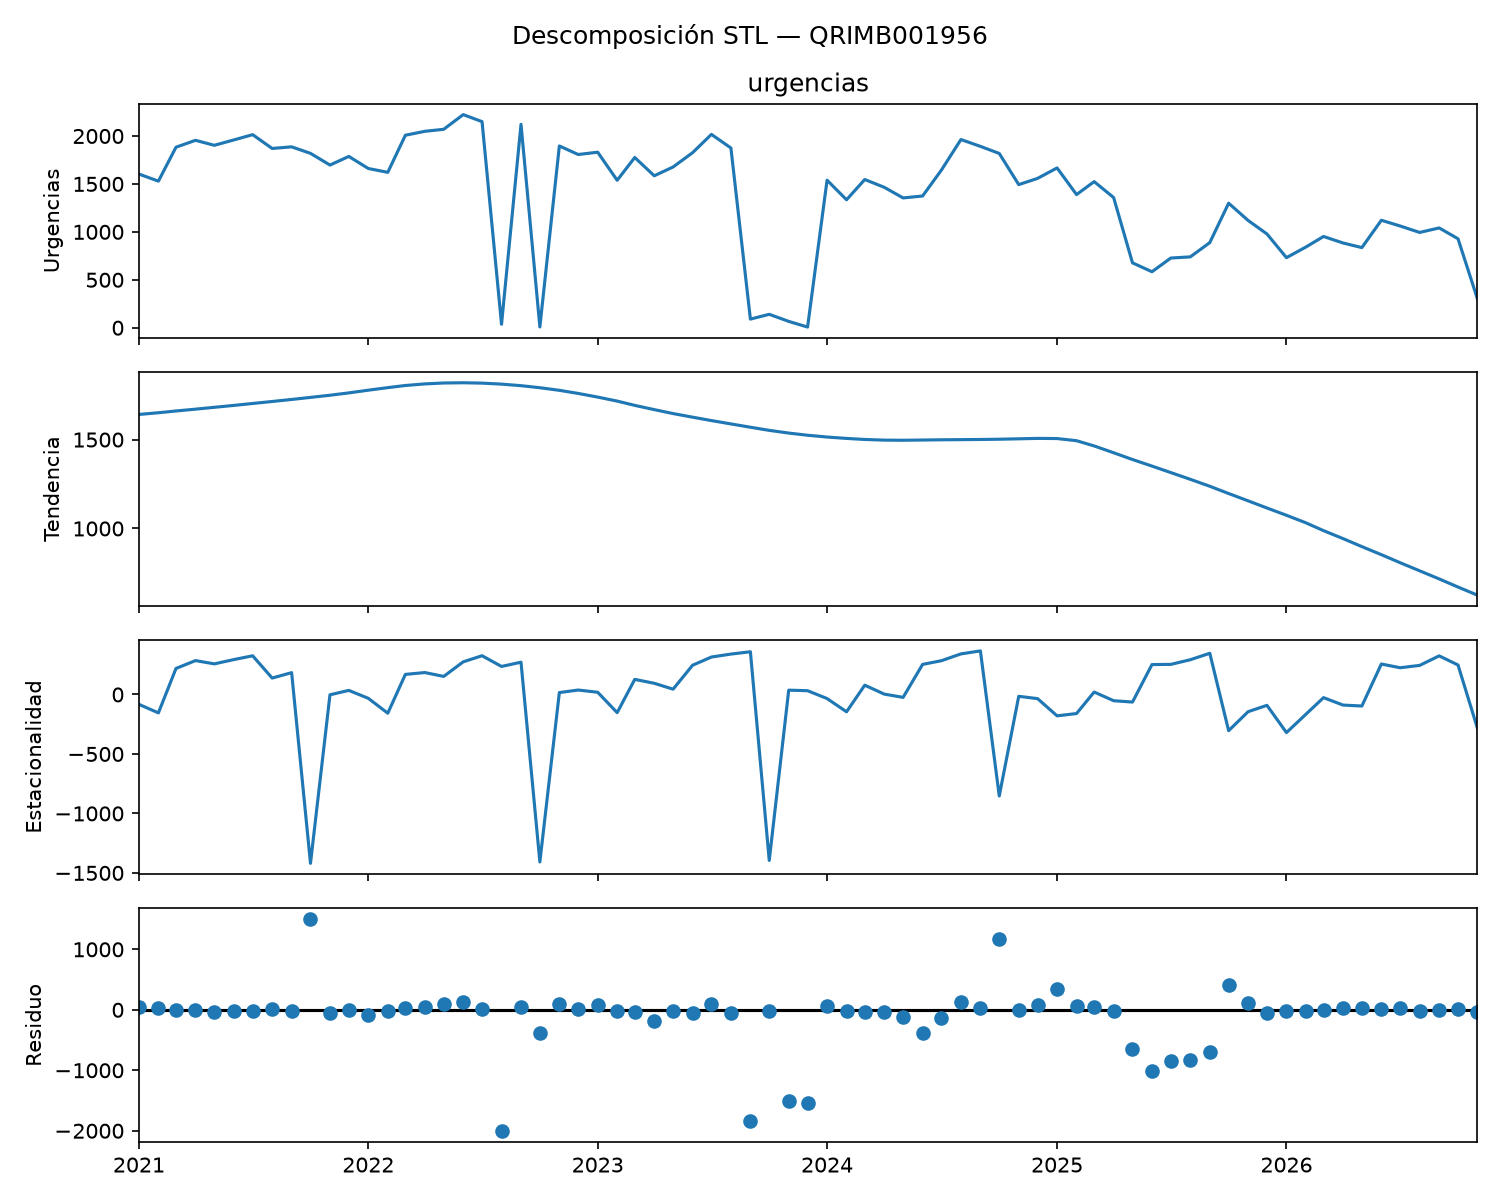 Descomposición STL — QRIMB001956
urgencias
Urgencias
2000
1500
1000
500
0
Tendencia
1500
1000
Estacionalidad
0
−500
−1000
−1500
Residuo
1000
0
−1000
−2000
2021 2022 2023 2024 2025 2026